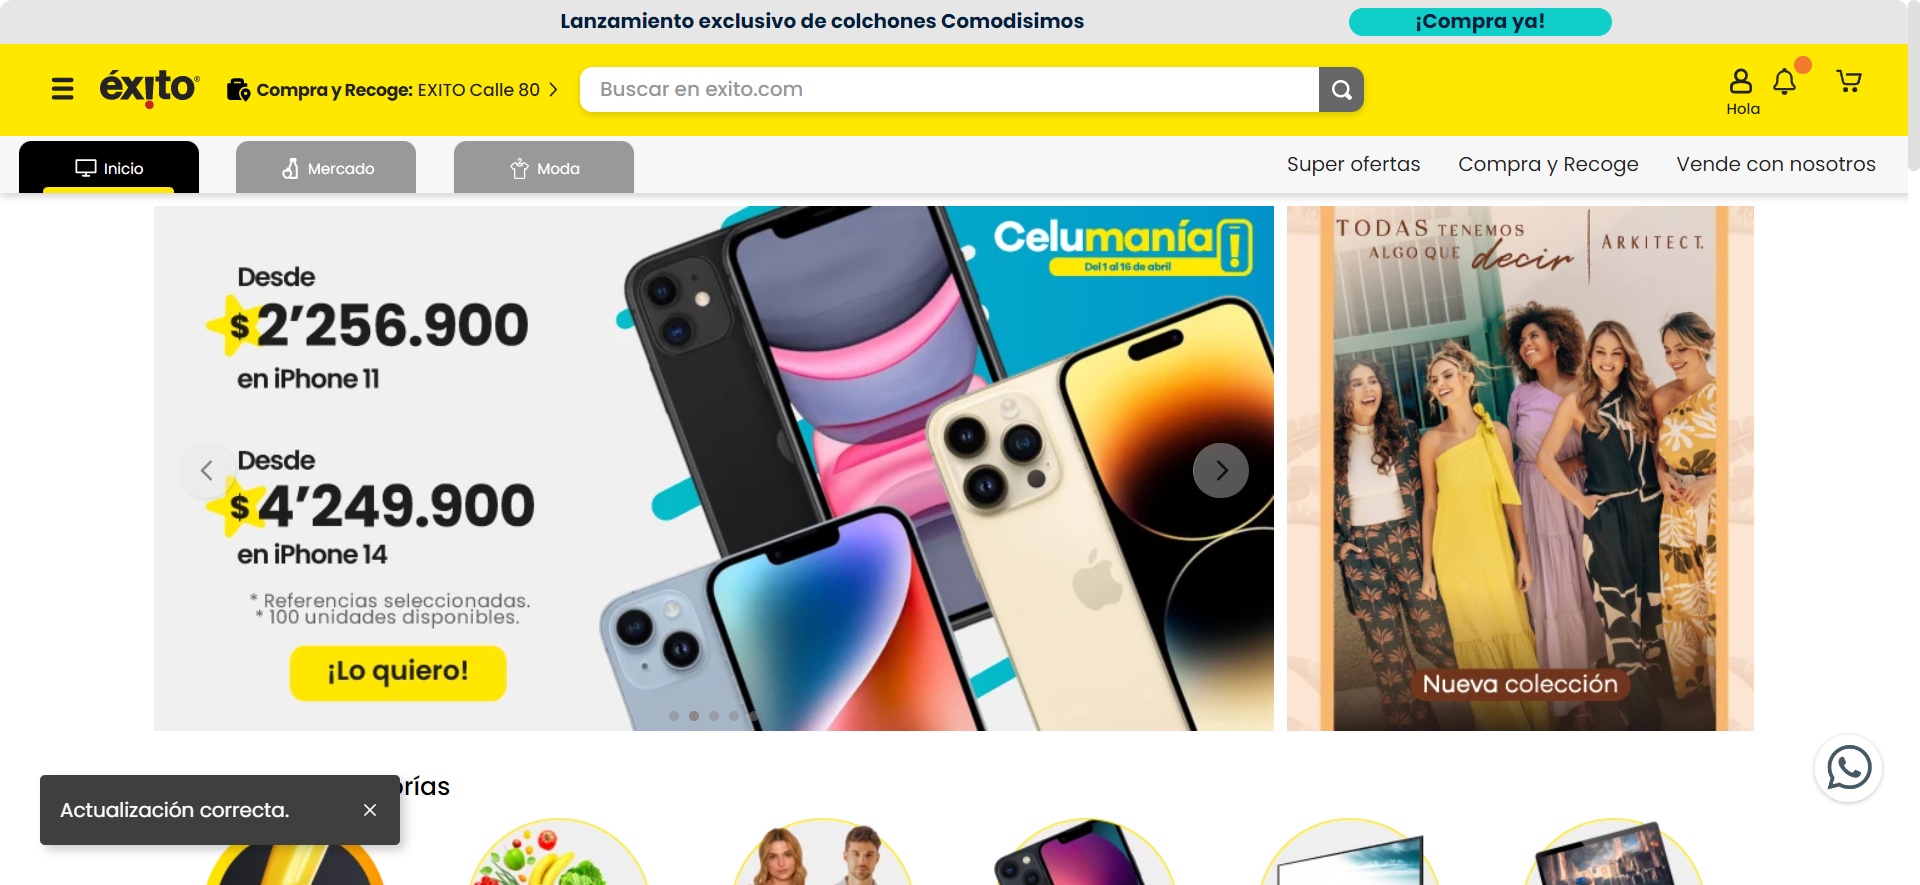 Lanzamiento exclusivo de colchones Comodisimos
¡Compra ya!
éxito
Compra y Recoge: EXITO Calle 80
Buscar en exito.com
Hola
Inicio
Mercado
Moda
Super ofertas
Compra y Recoge
Vende con nosotros
Desde
$ 2'256.900
en iPhone 11
Desde
$ 4'249.900
en iPhone 14
* Referencias seleccionadas.
* 100 unidades disponibles.
¡Lo quiero!
Celumanía
Del 1 al 16 de abril
TODAS TENEMOS
ALGO QUE decir
ARKITECT.
Nueva colección
orías
Actualización correcta.